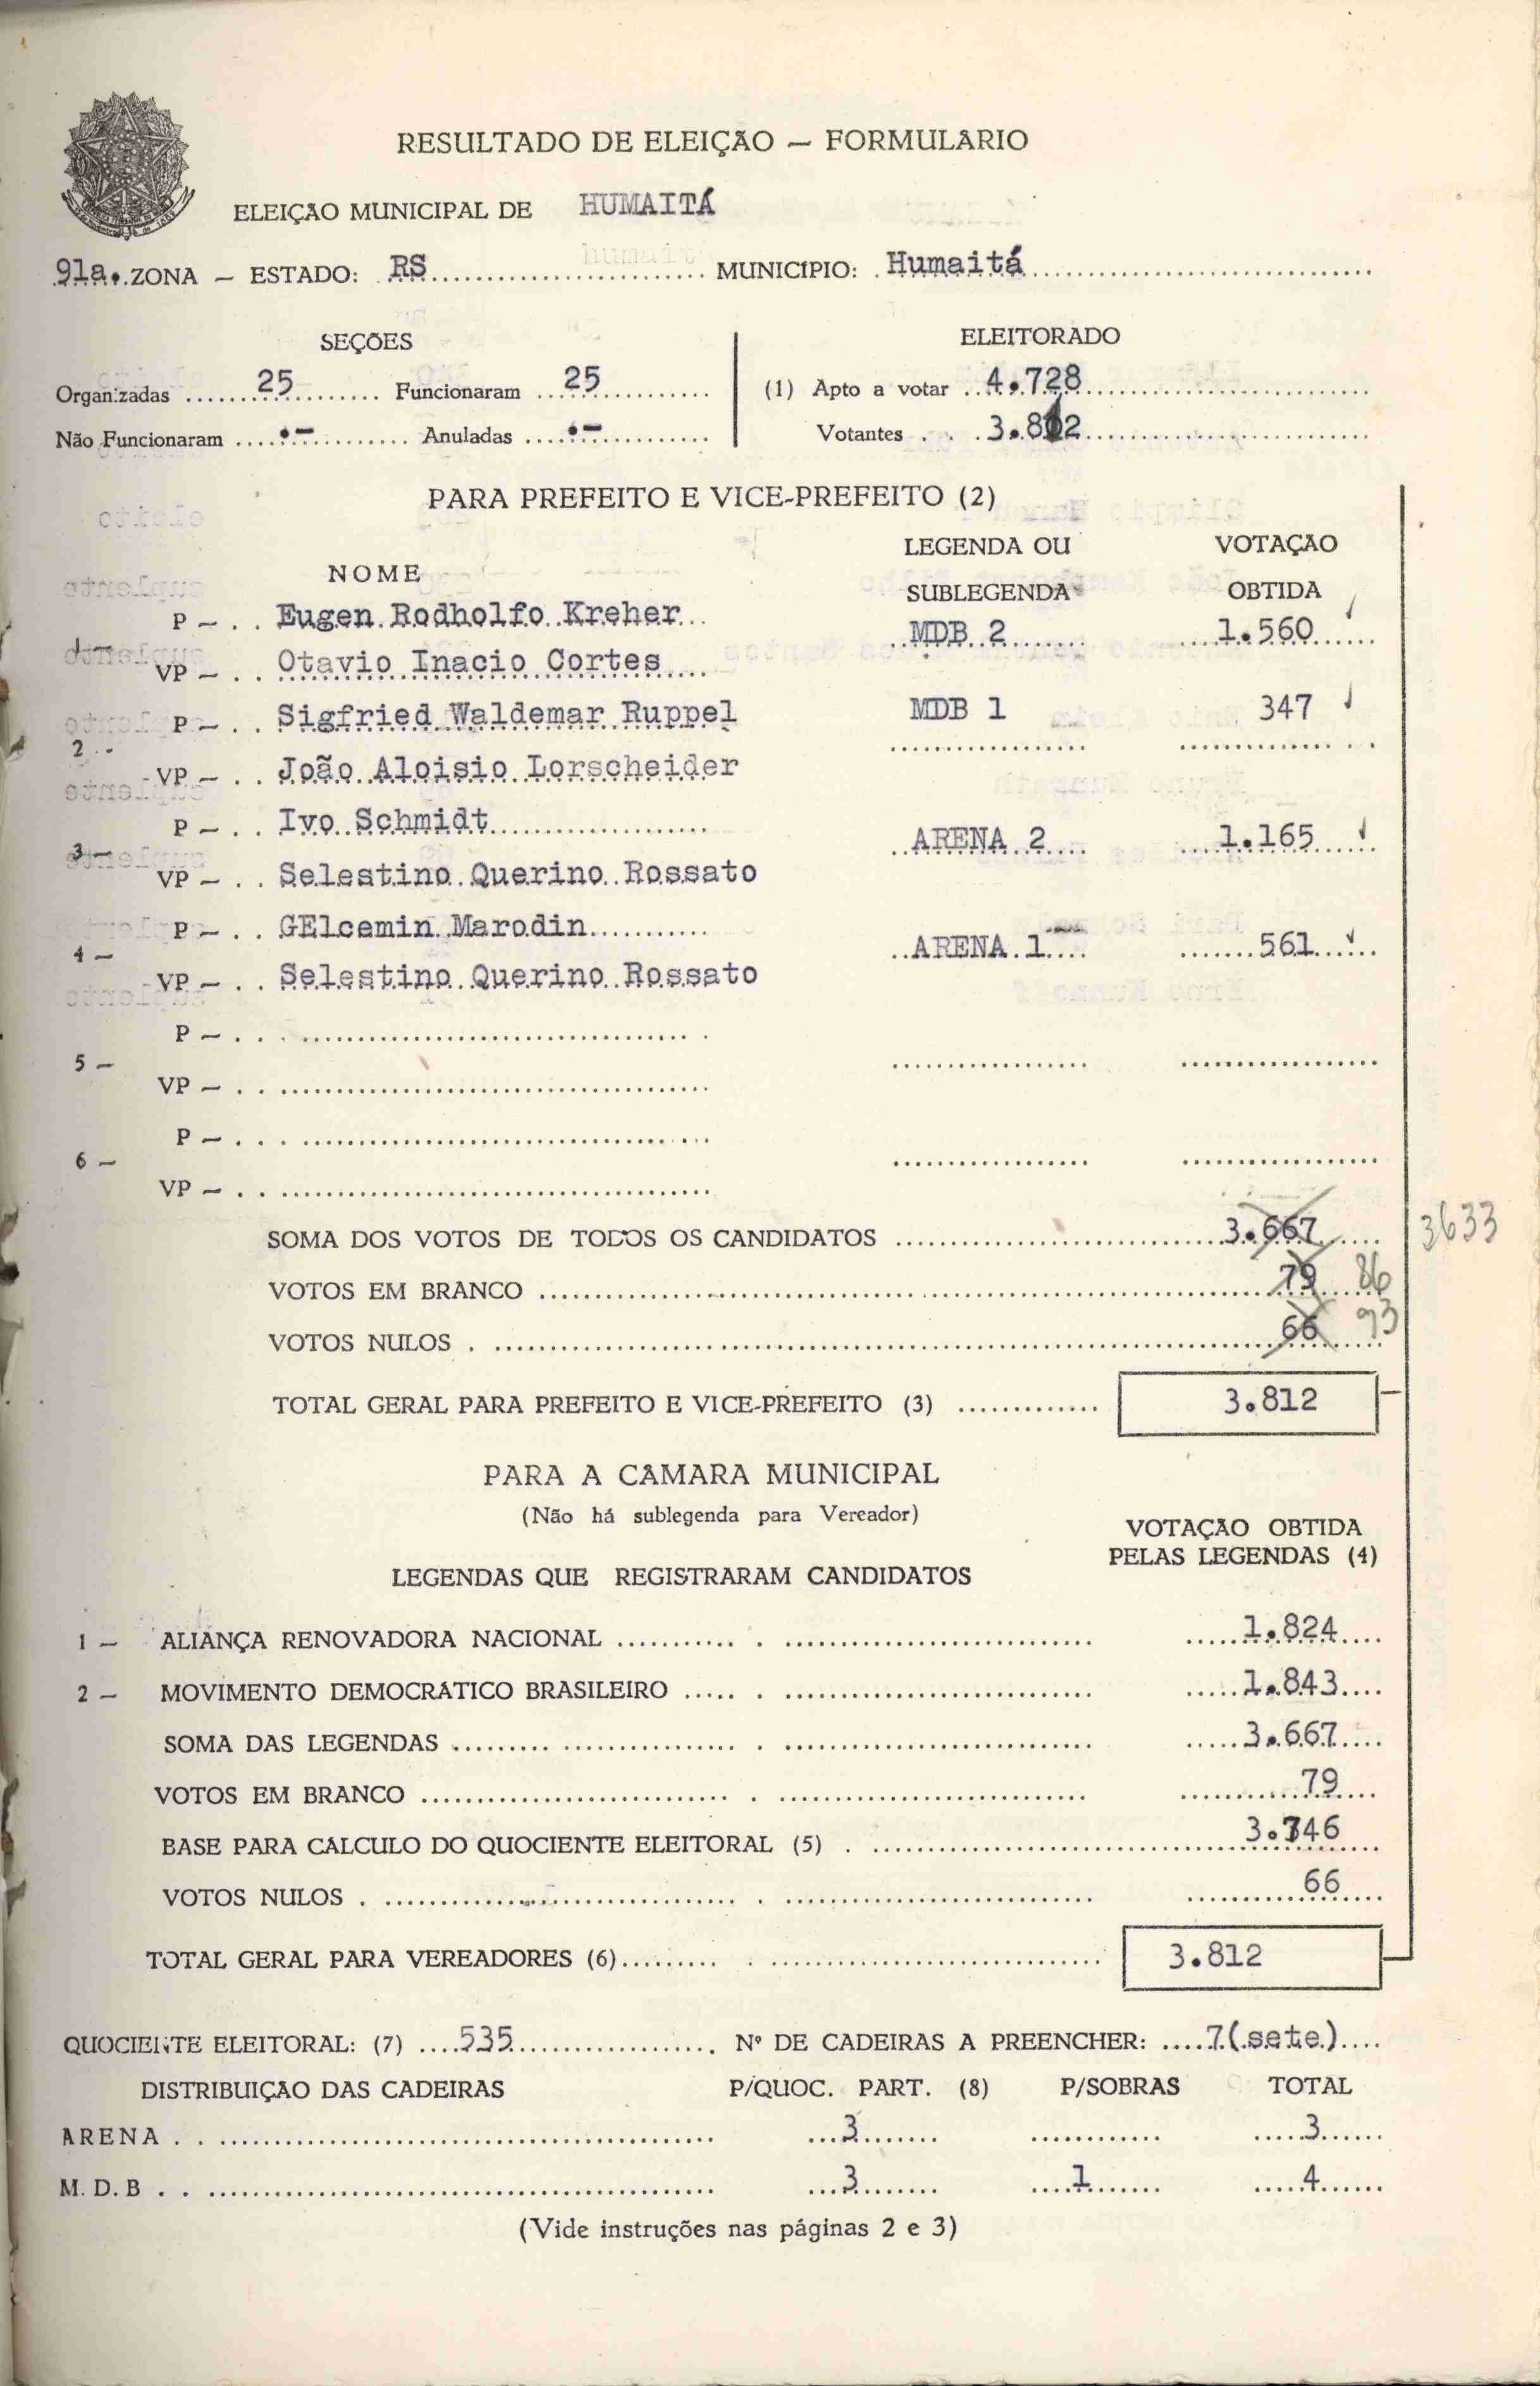 RESULTADO DE ELEIÇÃO — FORMULARIO
ELEIÇÃO MUNICIPAL DE HUMAITÁ
91a. ZONA — ESTADO: RS MUNICIPIO: Humaitá
SEÇÕES
ELEITORADO
Organizadas 25 Funcionaram 25 (1) Apto a votar 4.728
Não Funcionaram .- Anuladas .- Votantes 3.812
PARA PREFEITO E VICE-PREFEITO (2)
NOME LEGENDA OU SUBLEGENDA VOTAÇÃO OBTIDA
1 —
P — Eugen Rodholfo Kreher MDB 2 1.560
VP — Otavio Inacio Cortes
2 -
P — Sigfried Waldemar Ruppel MDB 1 347
VP — João Aloisio Lorscheider
3 —
P — Ivo Schmidt ARENA 2 1.165
VP — Selestino Querino Rossato
4 —
P — GElcemin Marodin ARENA 1 561
VP — Selestino Querino Rossato
P —
5 —
VP —
P —
6 —
VP —
SOMA DOS VOTOS DE TODOS OS CANDIDATOS 3.667 3633
VOTOS EM BRANCO 79 86
VOTOS NULOS 66 93
TOTAL GERAL PARA PREFEITO E VICE-PREFEITO (3) 3.812
PARA A CAMARA MUNICIPAL
(Não há sublegenda para Vereador)
LEGENDAS QUE REGISTRARAM CANDIDATOS
VOTAÇÃO OBTIDA
PELAS LEGENDAS (4)
1 — ALIANÇA RENOVADORA NACIONAL 1.824
2 — MOVIMENTO DEMOCRATICO BRASILEIRO 1.843
SOMA DAS LEGENDAS 3.667
VOTOS EM BRANCO 79
BASE PARA CALCULO DO QUOCIENTE ELEITORAL (5) 3.746
VOTOS NULOS 66
TOTAL GERAL PARA VEREADORES (6) 3.812
QUOCIENTE ELEITORAL: (7) 535 Nº DE CADEIRAS A PREENCHER: 7(sete)
DISTRIBUIÇÃO DAS CADEIRAS P/QUOC. PART. (8) P/SOBRAS TOTAL
ARENA 3 3
M. D. B 3 1 4
(Vide instruções nas páginas 2 e 3)